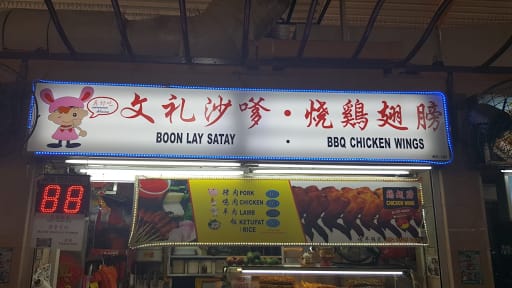 文礼沙嗲·烧鷄翅膀
BOON LAY SATAY · BBQ CHICKEN WINGS
88
猪肉 PORK
鸡肉 CHICKEN
羊肉 LAMB
KETUPAT
RICE
CHICKEN WING